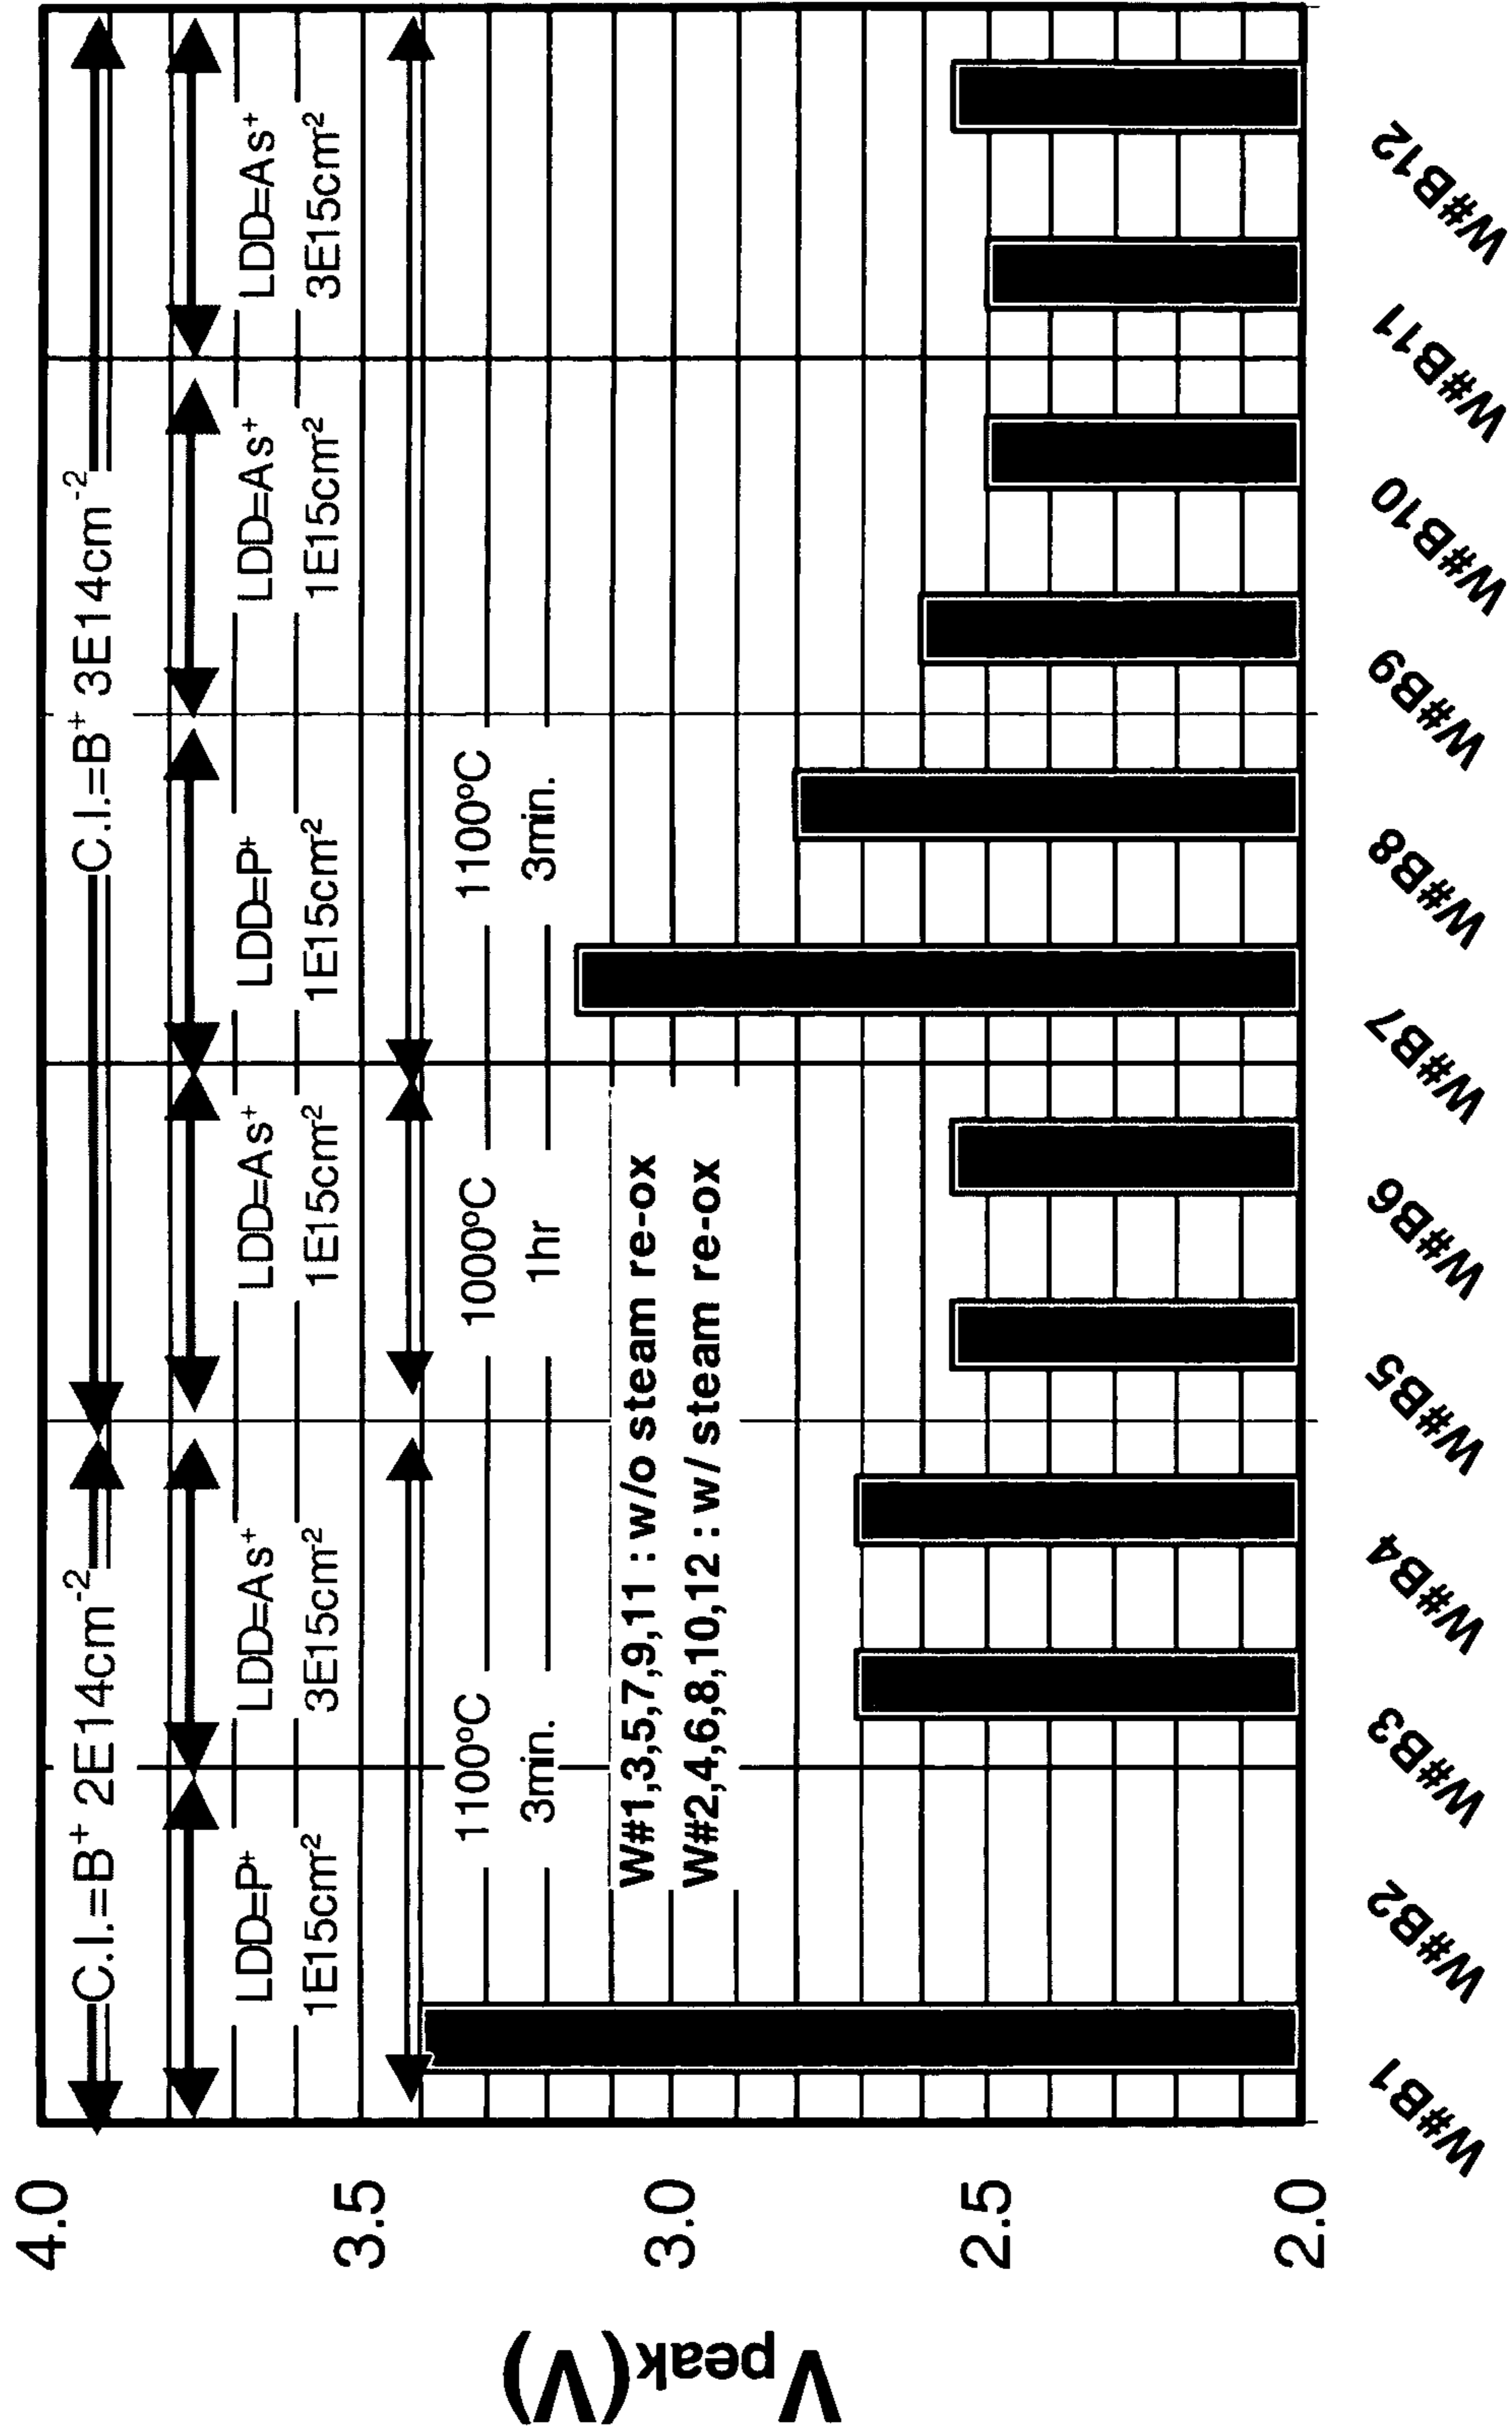 4.0
3.5
3.0
2.5
2.0
Vpeak(V)
C.I.=B⁺ 2E14cm⁻²
C.I.=B⁺ 3E14cm⁻²
LDD=P⁺
1E15cm²
LDD=As⁺
3E15cm²
LDD=As⁺
1E15cm²
LDD=P⁺
1E15cm²
LDD=As⁺
1E15cm²
LDD=As⁺
3E15cm²
1100ºC
3min.
1000ºC
1hr
1100ºC
3min.
W#1,3,5,7,9,11 : w/o steam re-ox
W#2,4,6,8,10,12 : w/ steam re-ox
W#B1
W#B2
W#B3
W#B4
W#B5
W#B6
W#B7
W#B8
W#B9
W#B10
W#B11
W#B12